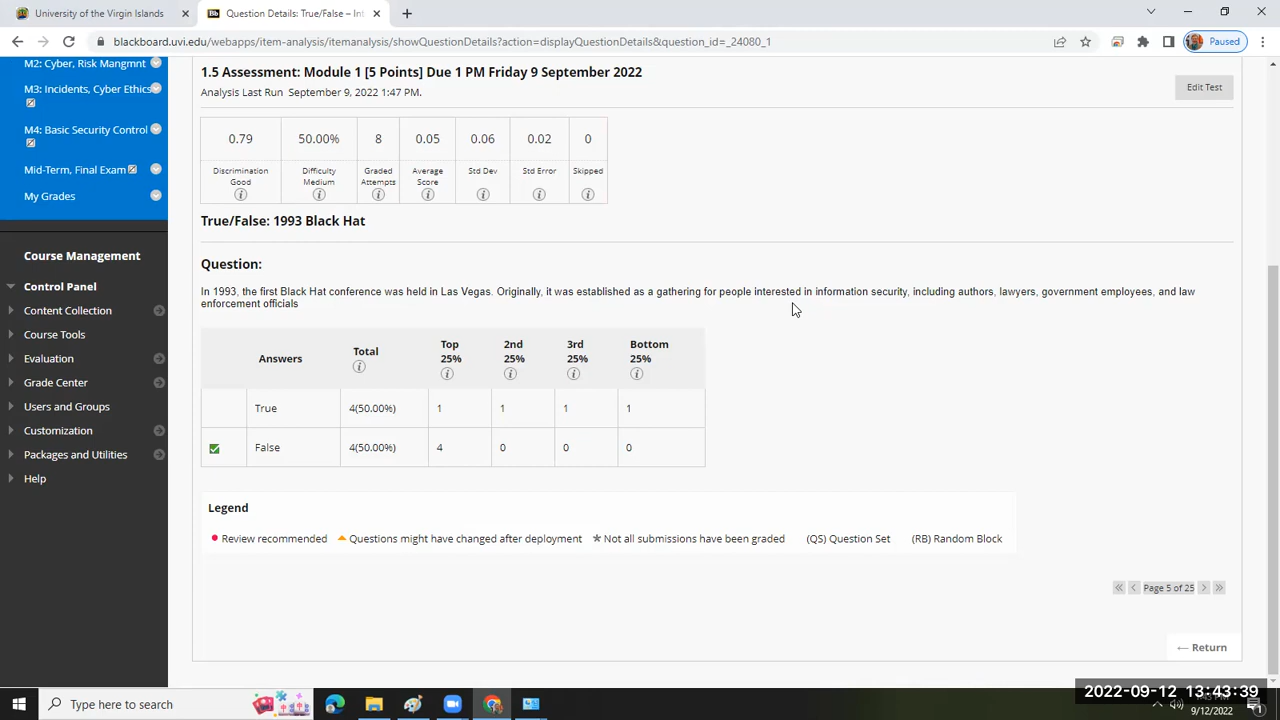 University of the Virgin Islands
Question Details: True/False – Int
Bb
blackboard.uvi.edu/webapps/item-analysis/itemanalysis/showQuestionDetails?action=displayQuestionDetails&question_id=_24080_1
Paused
M2: Cyber, Risk Mangmnt
M3: Incidents, Cyber Ethics
M4: Basic Security Control
Mid-Term, Final Exam
My Grades
Course Management
Control Panel
Content Collection
Course Tools
Evaluation
Grade Center
Users and Groups
Customization
Packages and Utilities
Help
1.5 Assessment: Module 1 [5 Points] Due 1 PM Friday 9 September 2022
Analysis Last Run September 9, 2022 1:47 PM.
Edit Test
0.79 50.00% 8 0.05 0.06 0.02 0
Discrimination Difficulty Graded Average Std Dev Std Error Skipped
Good Medium Attempts Score
True/False: 1993 Black Hat
Question:
In 1993, the first Black Hat conference was held in Las Vegas. Originally, it was established as a gathering for people interested in information security, including authors, lawyers, government employees, and law
enforcement officials
Answers Total Top 25% 2nd 25% 3rd 25% Bottom 25%
True 4(50.00%) 1 1 1 1
False 4(50.00%) 4 0 0 0
Legend
Review recommended Questions might have changed after deployment Not all submissions have been graded (QS) Question Set (RB) Random Block
Page 5 of 25
← Return
Type here to search
2022-09-12 13:43:39
9/12/2022